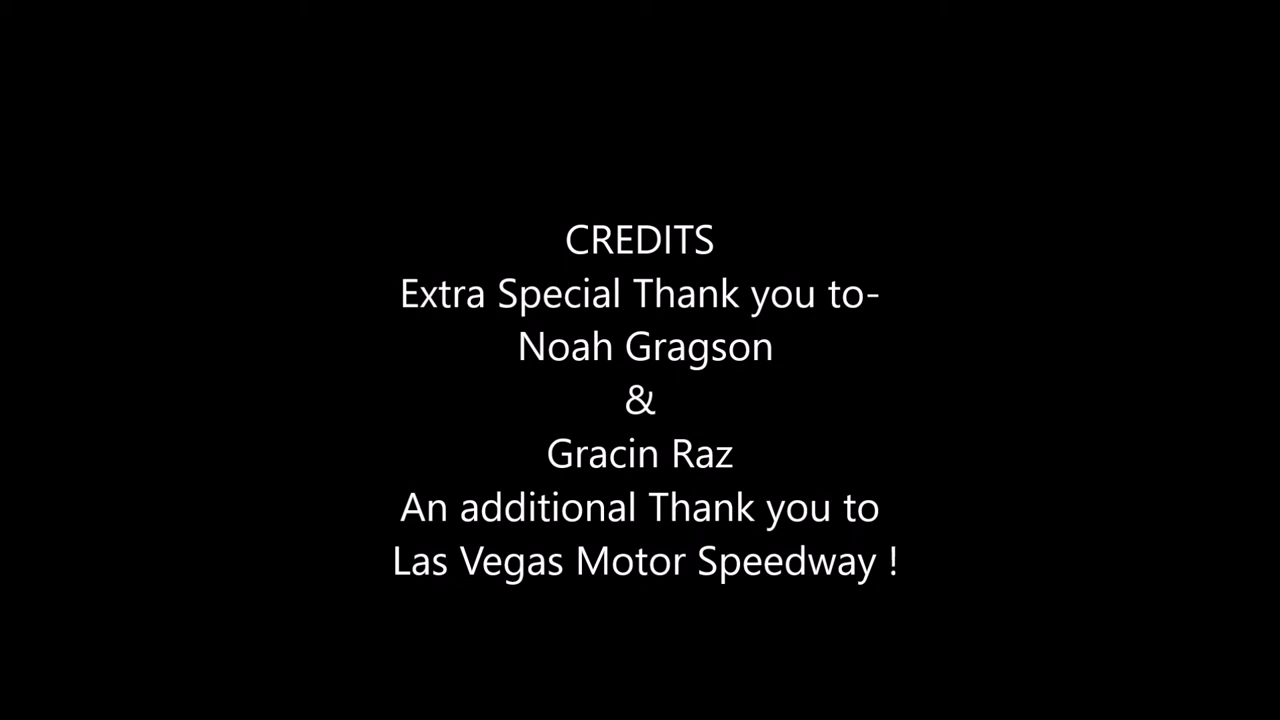 CREDITS
Extra Special Thank you to-
Noah Gragson
&
Gracin Raz
An additional Thank you to
Las Vegas Motor Speedway !